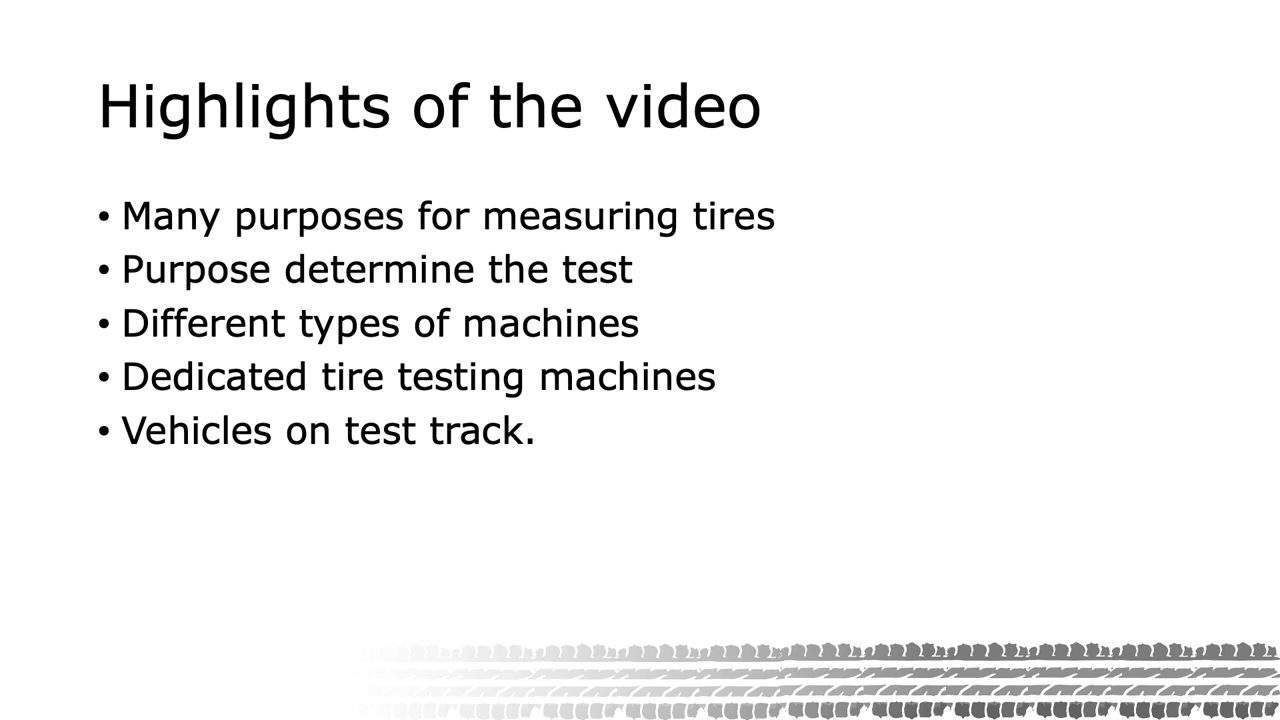 Highlights of the video
• Many purposes for measuring tires
• Purpose determine the test
• Different types of machines
• Dedicated tire testing machines
• Vehicles on test track.